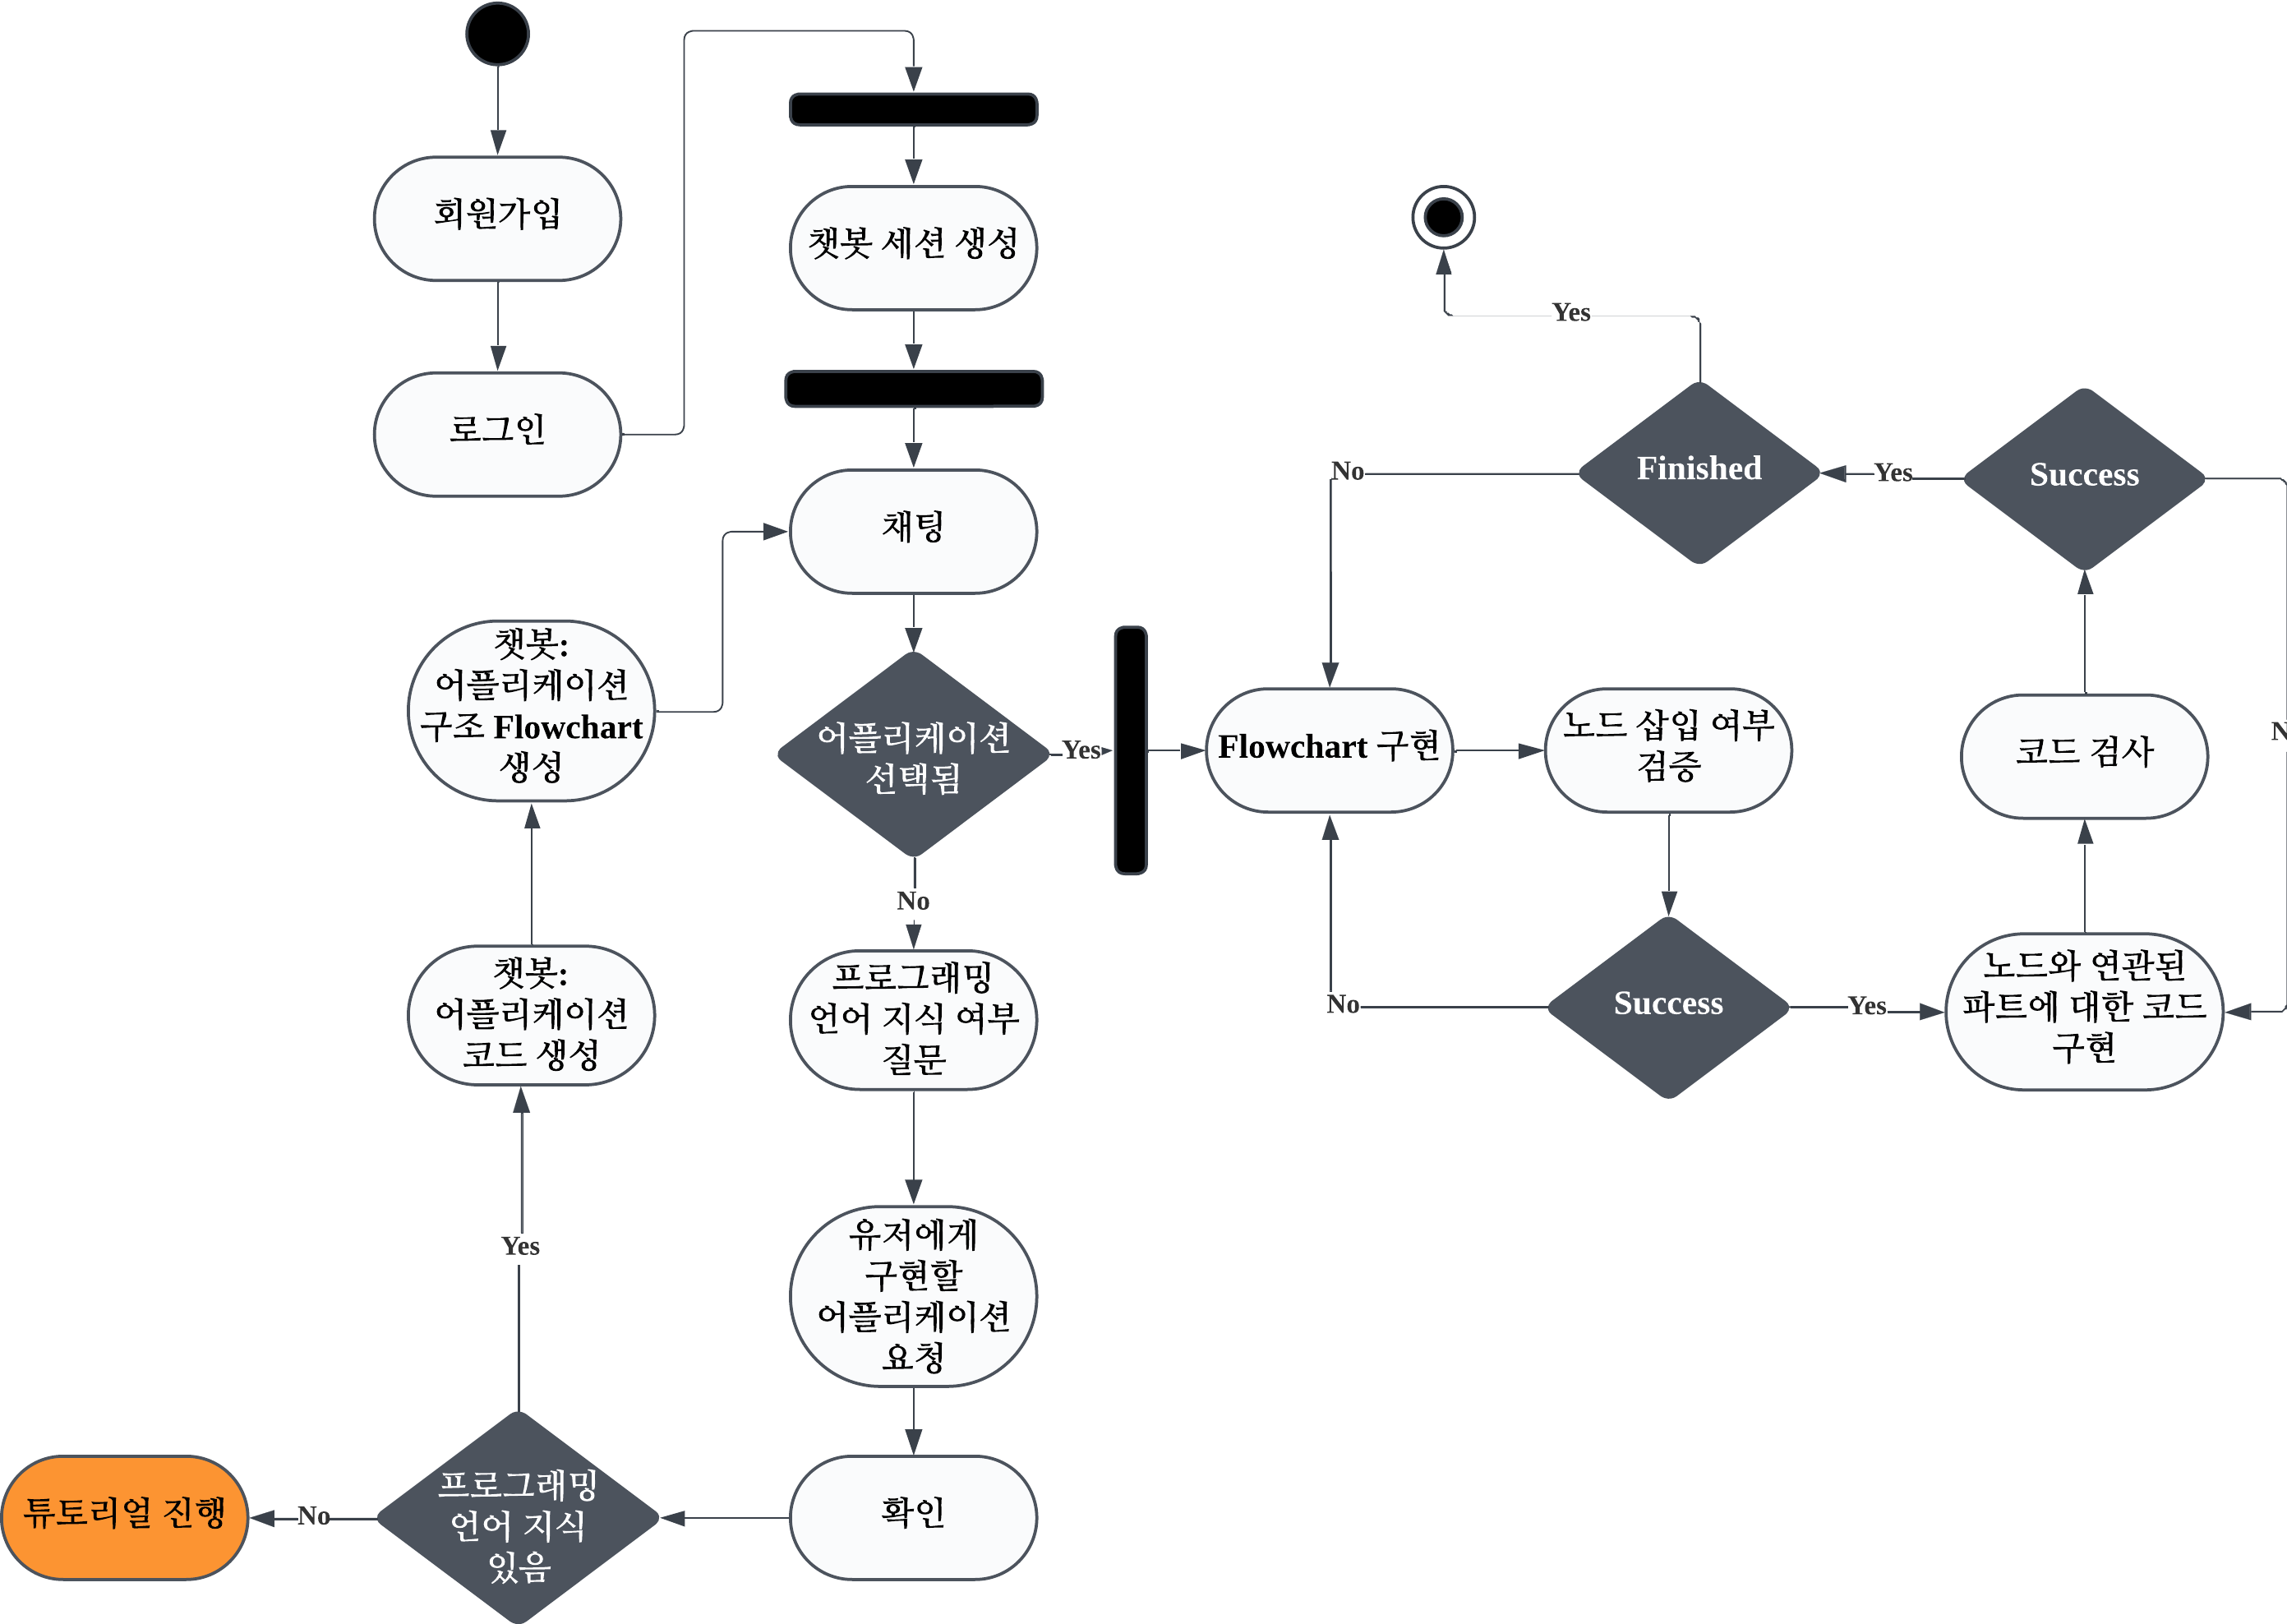 회원가입
로그인
챗봇 세션 생성
채팅
어플리케이션
선택됨
Yes
No
프로그래밍
언어 지식 여부
질문
유저에게
구현할
어플리케이션
요청
확인
프로그래밍
언어 지식
있음
No
튜토리얼 진행
Yes
챗봇:
어플리케이션
코드 생성
챗봇:
어플리케이션
구조 Flowchart
생성
Flowchart 구현
노드 삽입 여부
검증
Success
No
Yes
노드와 연관된
파트에 대한 코드
구현
코드 검사
Success
Yes
Finished
No
Yes